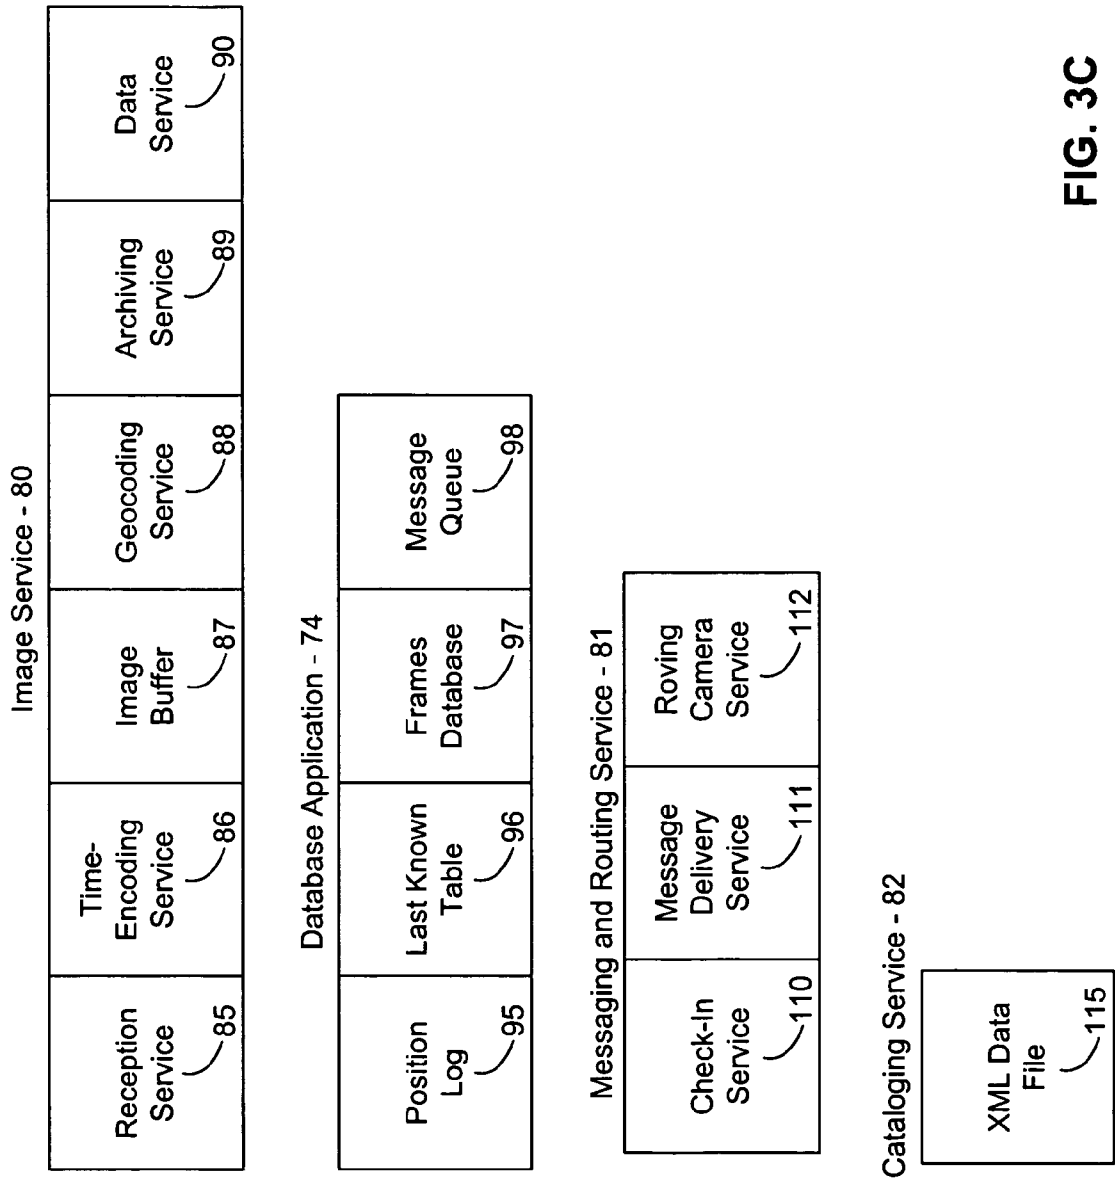 Image Service - 80
Reception
Service
85
Time-
Encoding
Service
86
Image
Buffer
87
Geocoding
Service
88
Archiving
Service
89
Data
Service
90
Database Application - 74
Position
Log
95
Last Known
Table
96
Frames
Database
97
Message
Queue
98
Messaging and Routing Service - 81
Check-In
Service
110
Message
Delivery
Service
111
Roving
Camera
Service
112
Cataloging Service - 82
XML Data
File
115
FIG. 3C